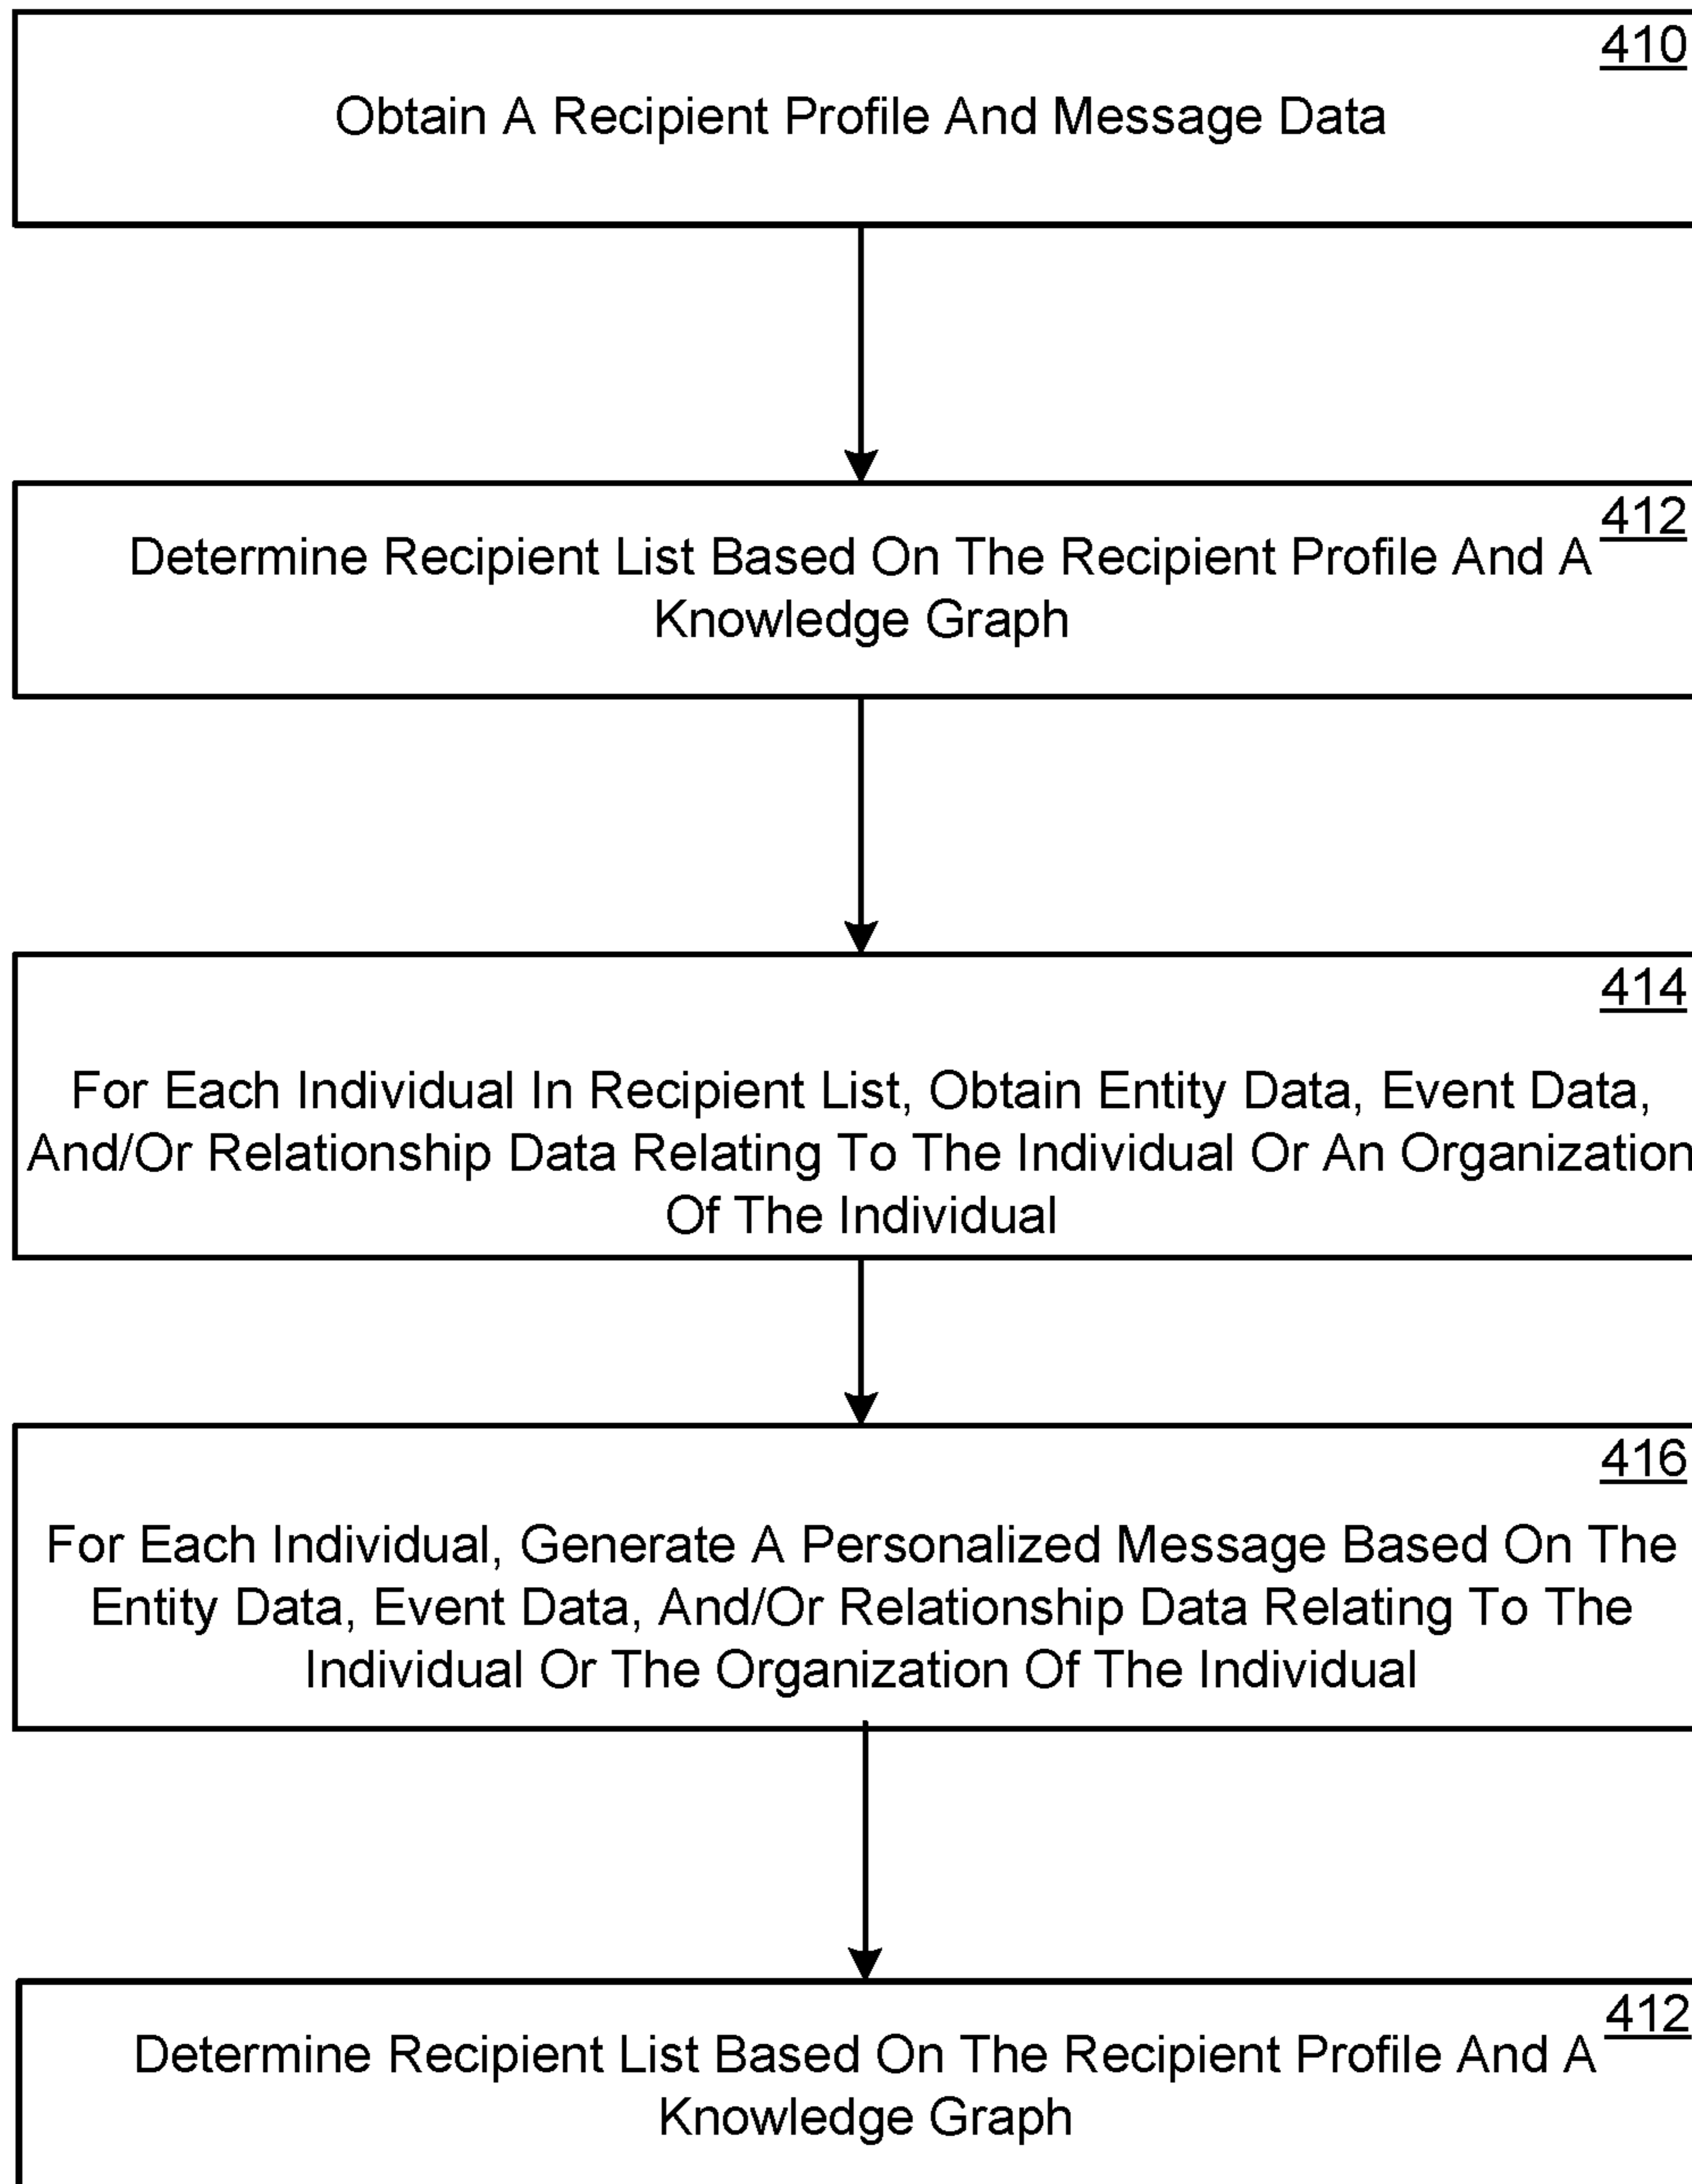 410
Obtain A Recipient Profile And Message Data
412
Determine Recipient List Based On The Recipient Profile And A
Knowledge Graph
414
For Each Individual In Recipient List, Obtain Entity Data, Event Data,
And/Or Relationship Data Relating To The Individual Or An Organization
Of The Individual
416
For Each Individual, Generate A Personalized Message Based On The
Entity Data, Event Data, And/Or Relationship Data Relating To The
Individual Or The Organization Of The Individual
412
Determine Recipient List Based On The Recipient Profile And A
Knowledge Graph